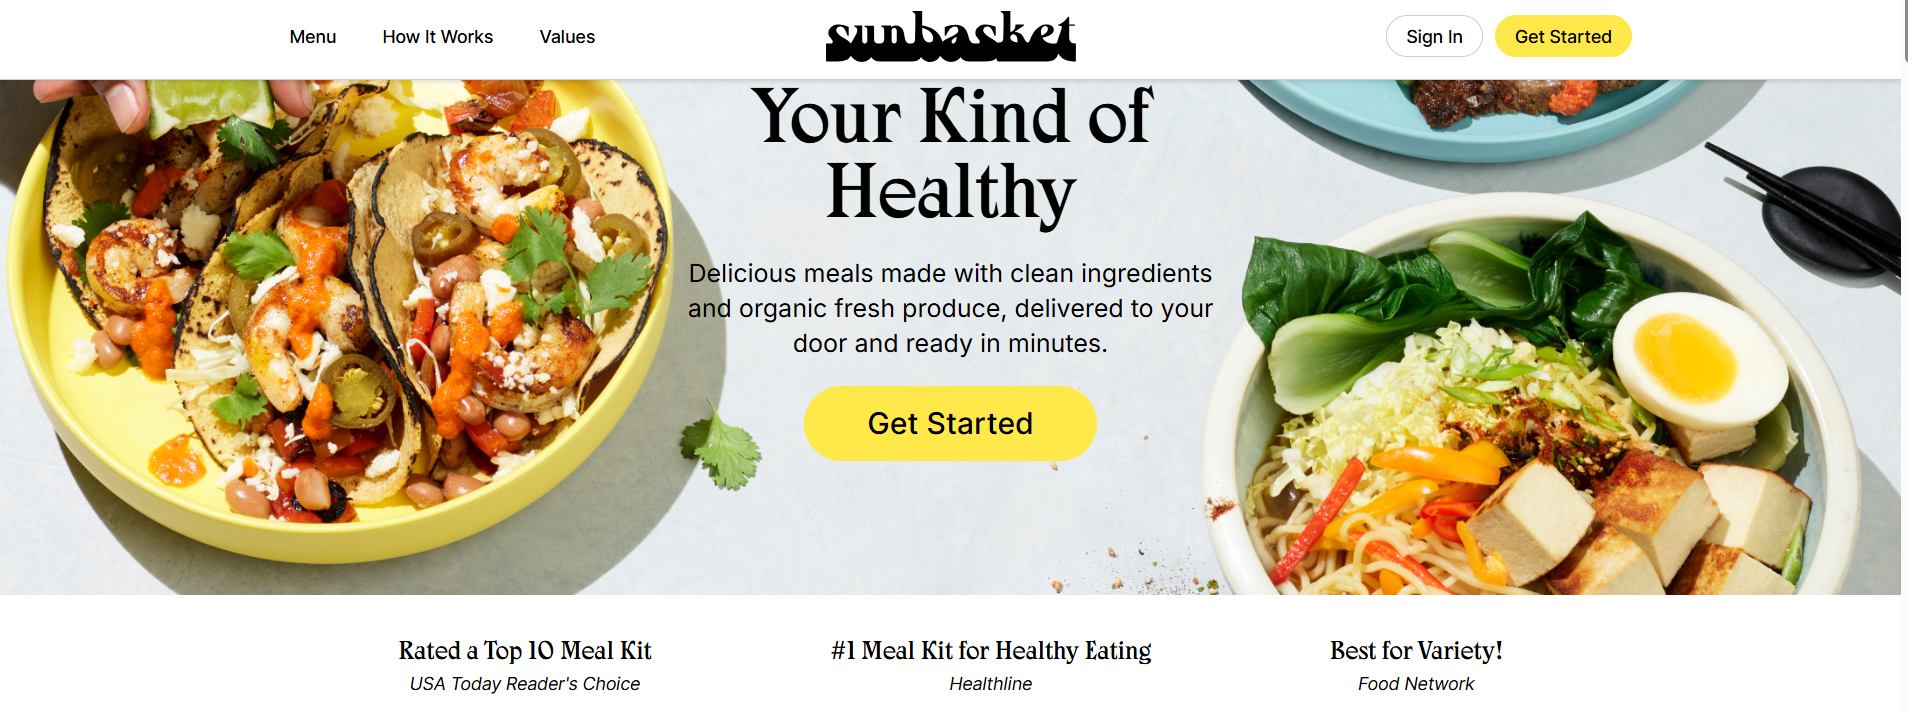 Menu
How It Works
Values
sunbasket
Sign In
Get Started
Your Kind of
Healthy
Delicious meals made with clean ingredients
and organic fresh produce, delivered to your
door and ready in minutes.
Get Started
Rated a Top 10 Meal Kit
USA Today Reader's Choice
#1 Meal Kit for Healthy Eating
Healthline
Best for Variety!
Food Network